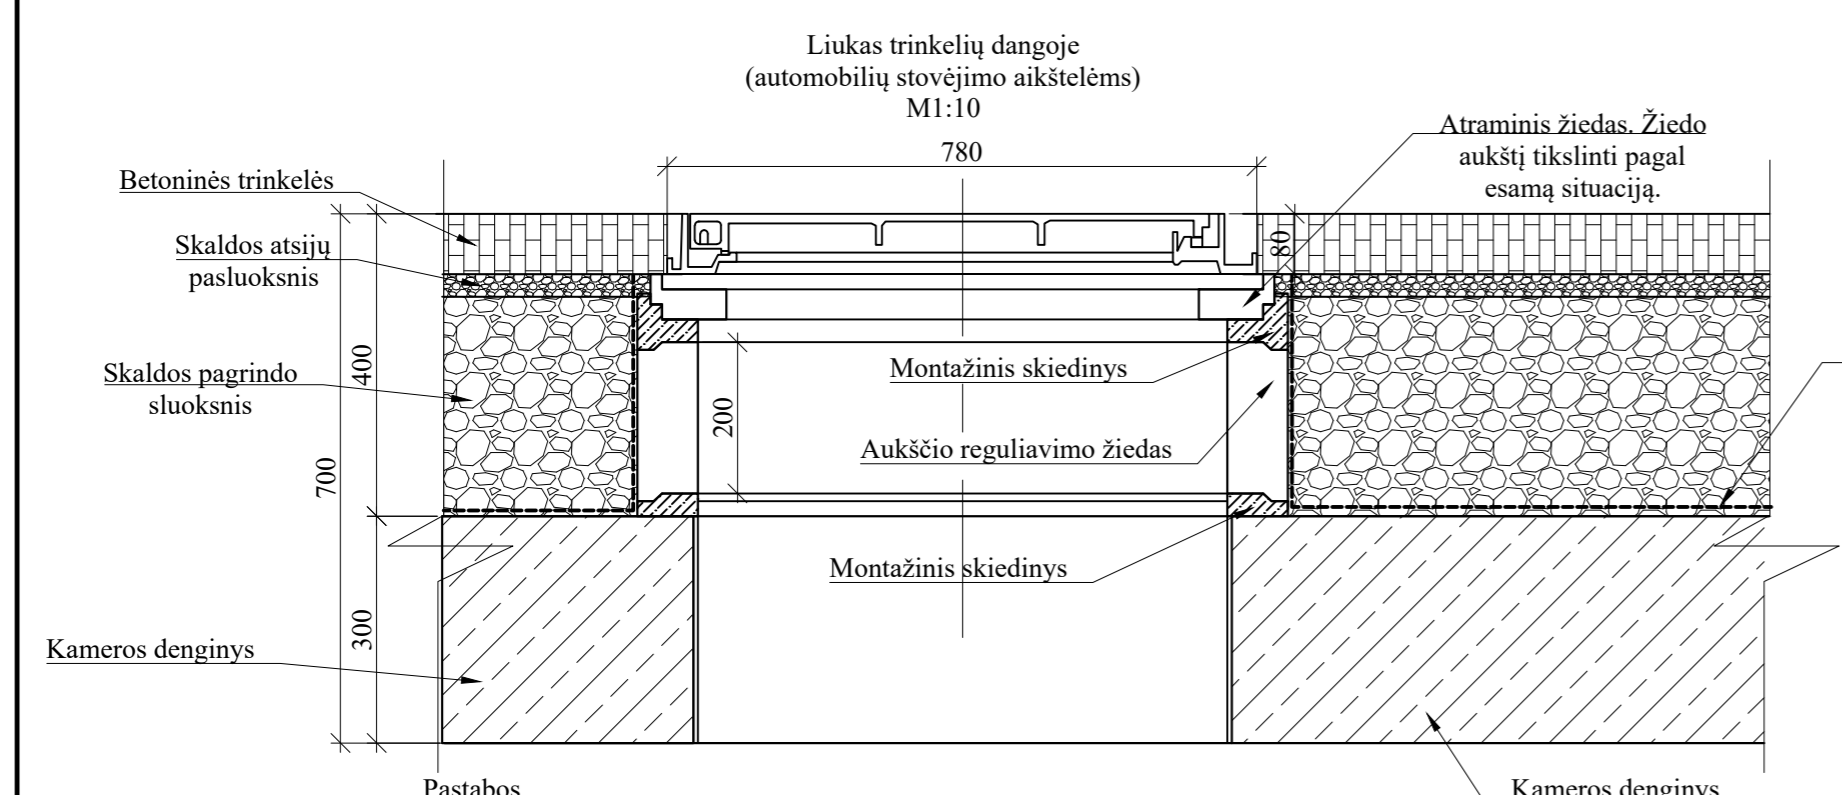 Liukas trinkelių dangoje
(automobilių stovėjimo aikštelėms)
M1:10
780
Atraminis žiedas. Žiedo
aukštį tikslinti pagal
esamą situaciją.
Betoninės trinkelės
Skaldos atsijų
pasluoksnis
80
Skaldos pagrindo
sluoksnis
400
700
200
Montažinis skiedinys
Aukščio reguliavimo žiedas
Montažinis skiedinys
300
Kameros denginys
Pastabos
Kameros denginys